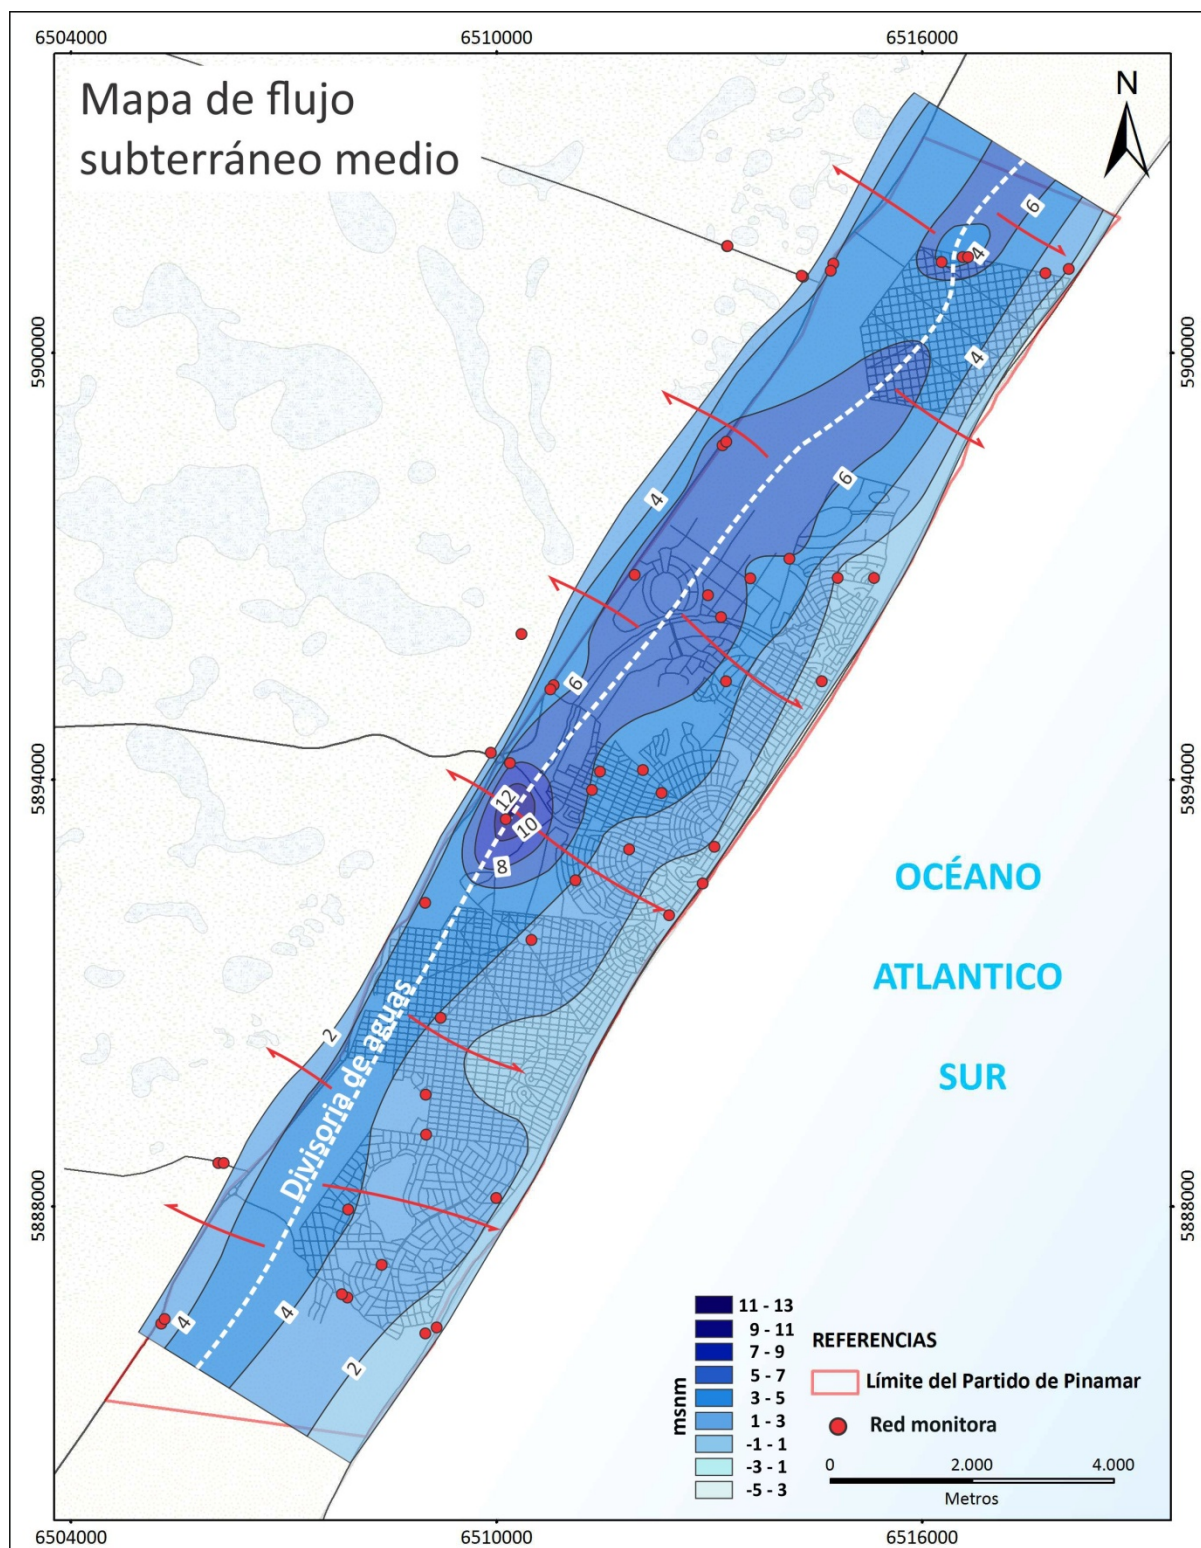 6504000
6510000
6516000
Mapa de flujo
subterráneo medio
N
6
4
5900000
5900000
4
6
4
6
5894000
5894000
12
10
8
OCÉANO
ATLANTICO
SUR
2
Divisoria de aguas
5888000
5888000
4
4
2
msnm
11 - 13
9 - 11
7 - 9
5 - 7
3 - 5
1 - 3
-1 - 1
-3 - 1
-5 - 3
REFERENCIAS
Límite del Partido de Pinamar
Red monitora
0
2.000
4.000
Metros
6504000
6510000
6516000